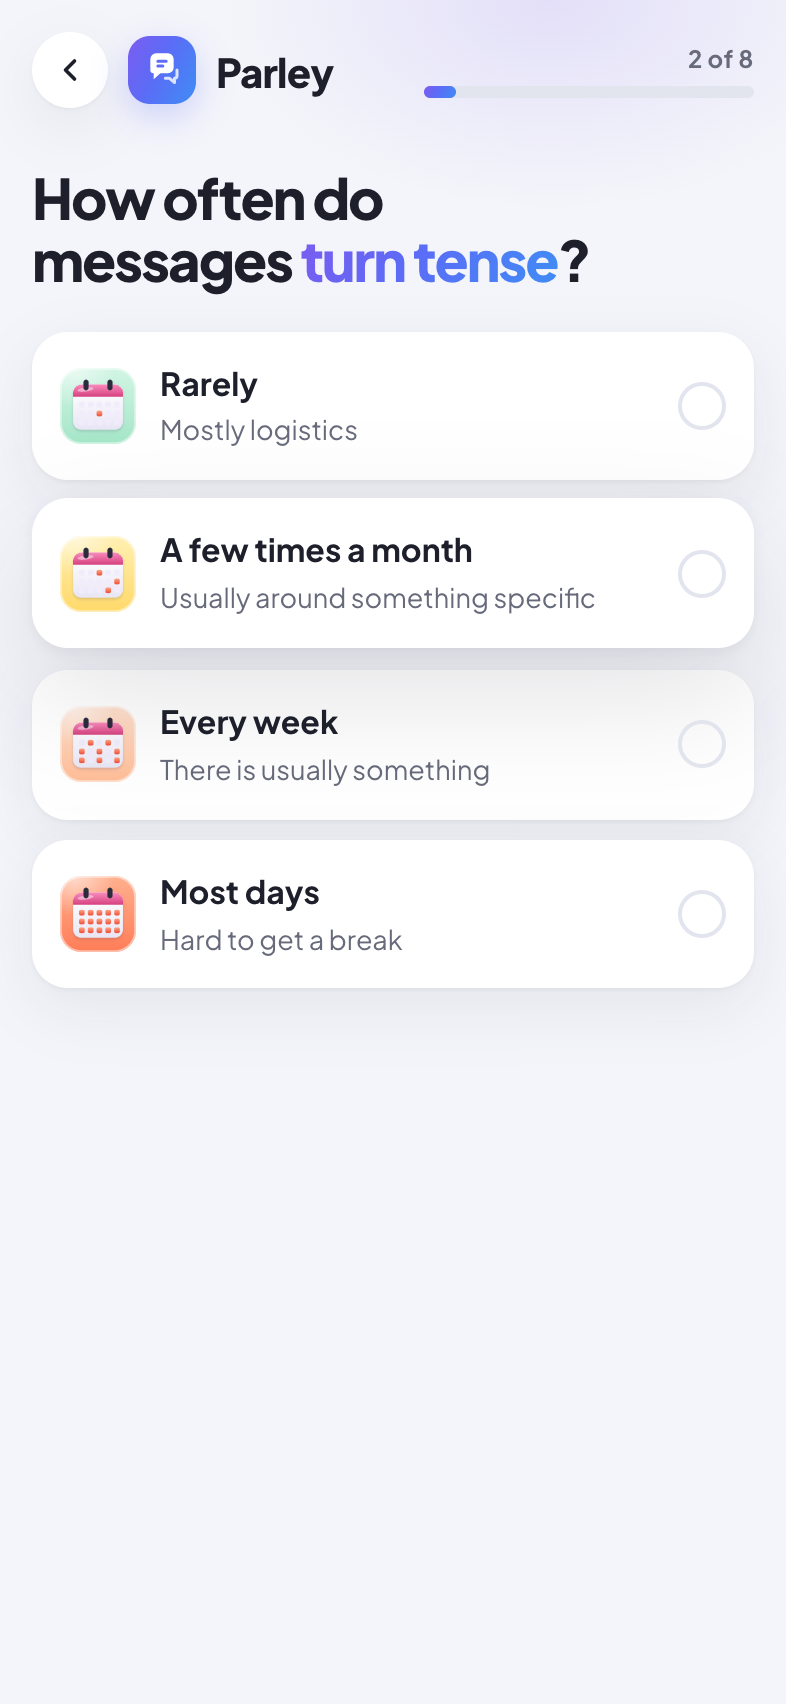 Parley
2 of 8
How often do
messages turn tense?
Rarely
Mostly logistics
A few times a month
Usually around something specific
Every week
There is usually something
Most days
Hard to get a break